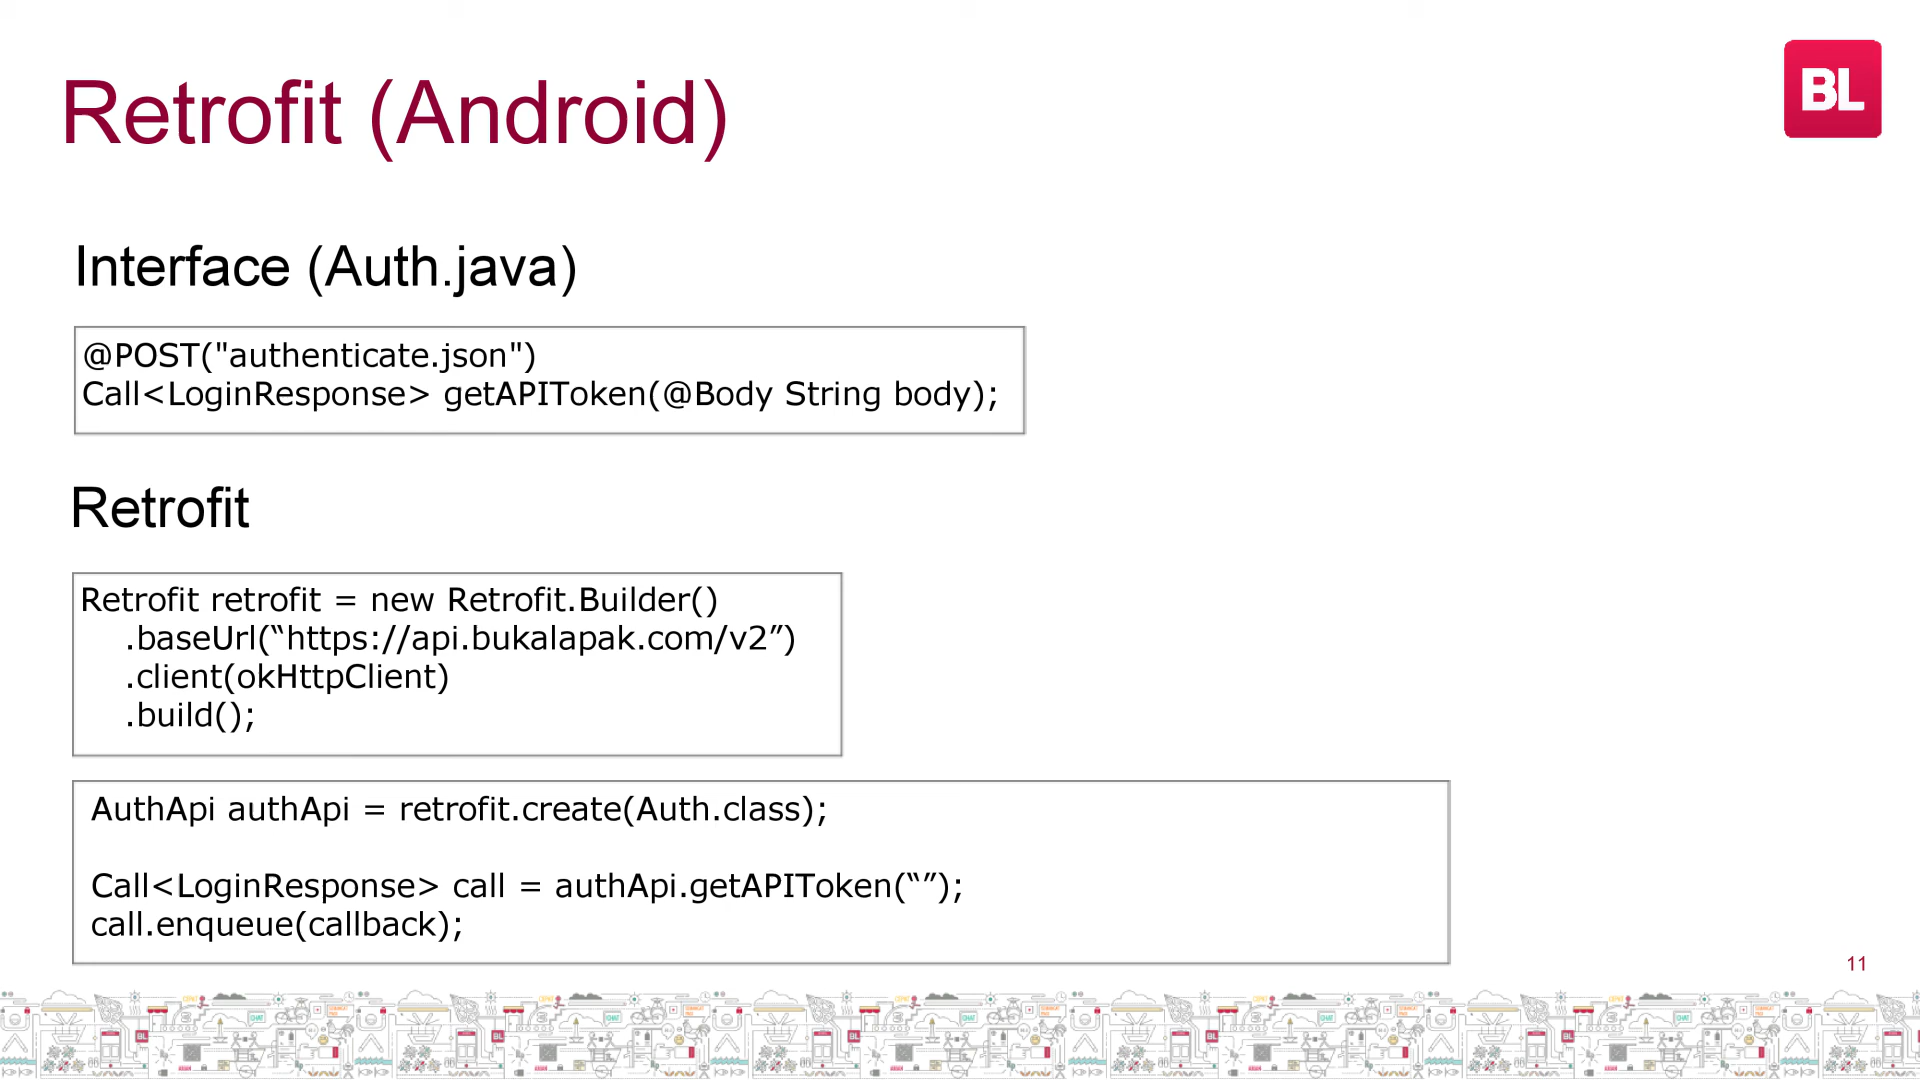 Retrofit (Android)
BL
Interface (Auth.java)
@POST("authenticate.json")
Call<LoginResponse> getAPIToken(@Body String body);
Retrofit
Retrofit retrofit = new Retrofit.Builder()
.baseUrl(“https://api.bukalapak.com/v2”)
.client(okHttpClient)
.build();
AuthApi authApi = retrofit.create(Auth.class);
Call<LoginResponse> call = authApi.getAPIToken(“”);
call.enqueue(callback);
11